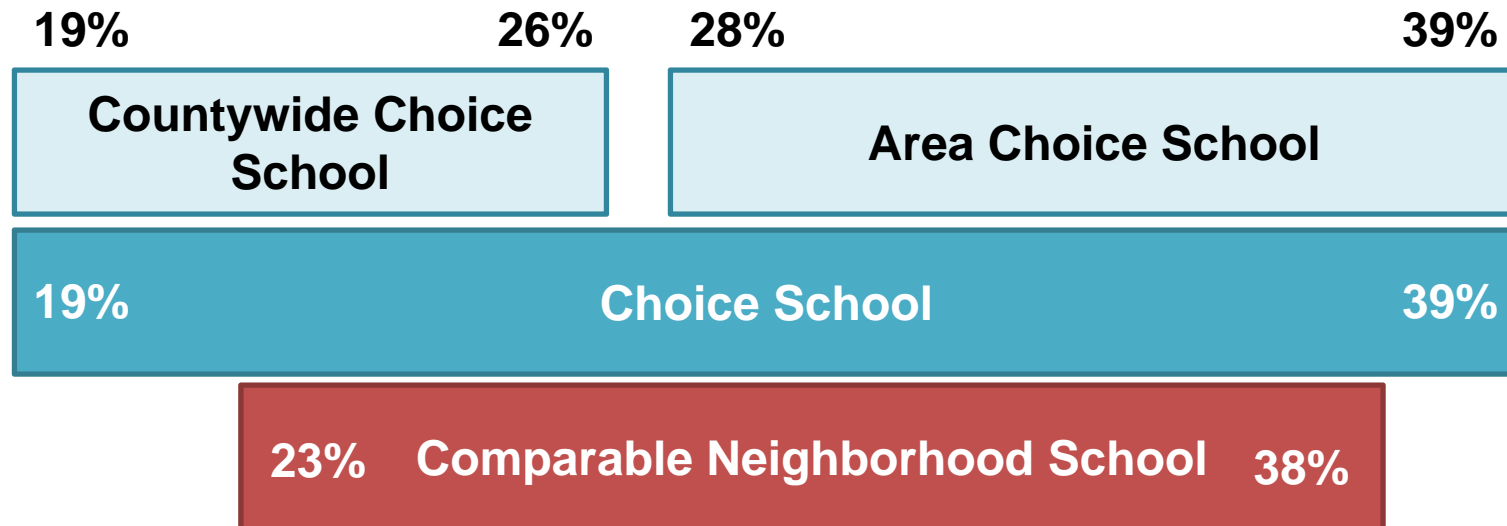 19% 26% 28% 39%
Countywide Choice
School
Area Choice School
19% Choice School 39%
23% Comparable Neighborhood School 38%